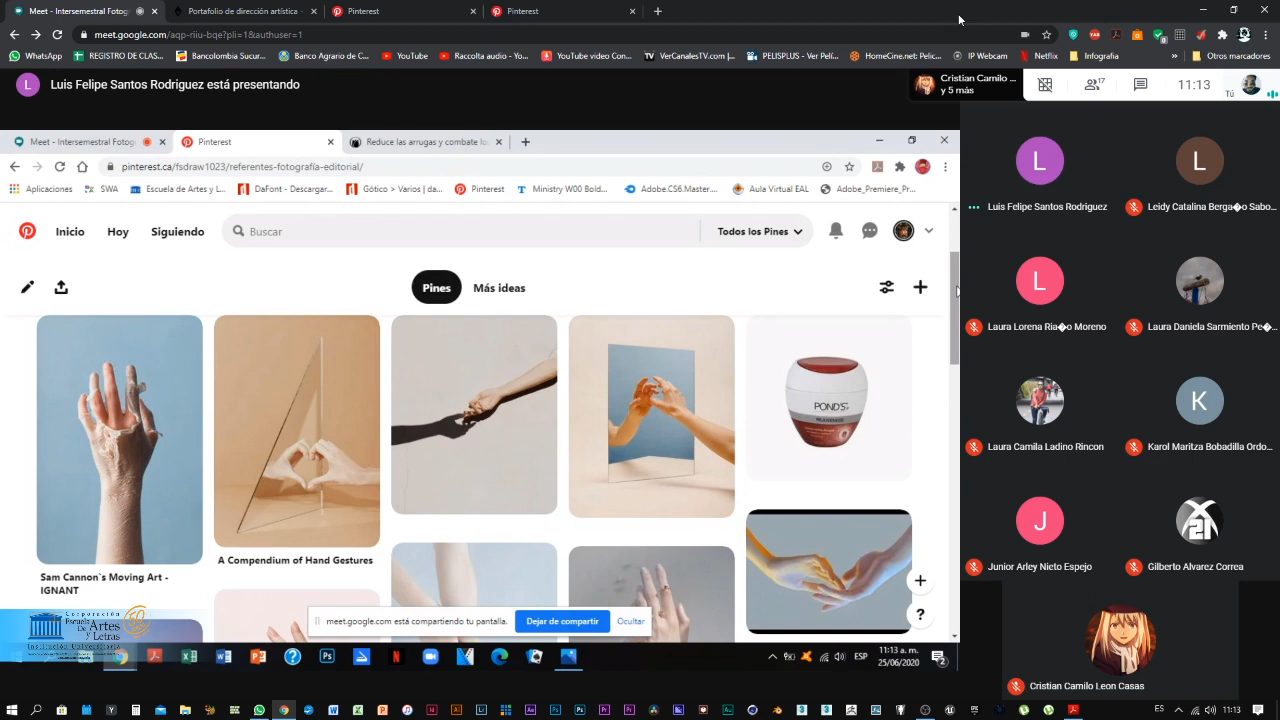 Meet - Intersemestral Fotog
Portafolio de dirección artística -
Pinterest
Pinterest
meet.google.com/aqp-riiu-bqe?pli=1&authuser=1
WhatsApp
REGISTRO DE CLAS...
Bancolombia Sucur...
Banco Agrario de C...
YouTube
Raccolta audio - Yo...
YouTube video Conv...
VerCanalesTV.com |...
PELISPLUS - Ver Pelí...
HomeCine.net: Pelic...
IP Webcam
Netflix
Infografia
»
Otros marcadores
L
Luis Felipe Santos Rodriguez está presentando
Cristian Camilo ...
y 5 más
17
11:13
Tú
Meet - Intersemestral Fotog
Pinterest
Reduce las arrugas y combate lo
pinterest.ca/fsdraw1023/referentes-fotografía-editorial/
Aplicaciones
SWA
Escuela de Artes y L...
DaFont - Descargar...
Gótico > Varios | da...
Pinterest
Ministry W00 Bold...
Adobe.CS6.Master....
Aula Virtual EAL
Adobe_Premiere_Pr...
Inicio
Hoy
Siguiendo
Buscar
Todos los Pines
Pines
Más ideas
POND'S
Sam Cannon`s Moving Art -
IGNANT
A Compendium of Hand Gestures
meet.google.com está compartiendo tu pantalla.
Dejar de compartir
Ocultar
?
Corporación
Escuela
de Artes
y Letras
ESP
11:13 a. m.
25/06/2020
L
Luis Felipe Santos Rodriguez
L
Leidy Catalina Berga�o Sabo...
L
Laura Lorena Ria�o Moreno
Laura Daniela Sarmiento Pe�...
Laura Camila Ladino Rincon
K
Karol Maritza Bobadilla Ordo...
J
Junior Arley Nieto Espejo
Gilberto Alvarez Correa
Cristian Camilo Leon Casas
ES
11:13